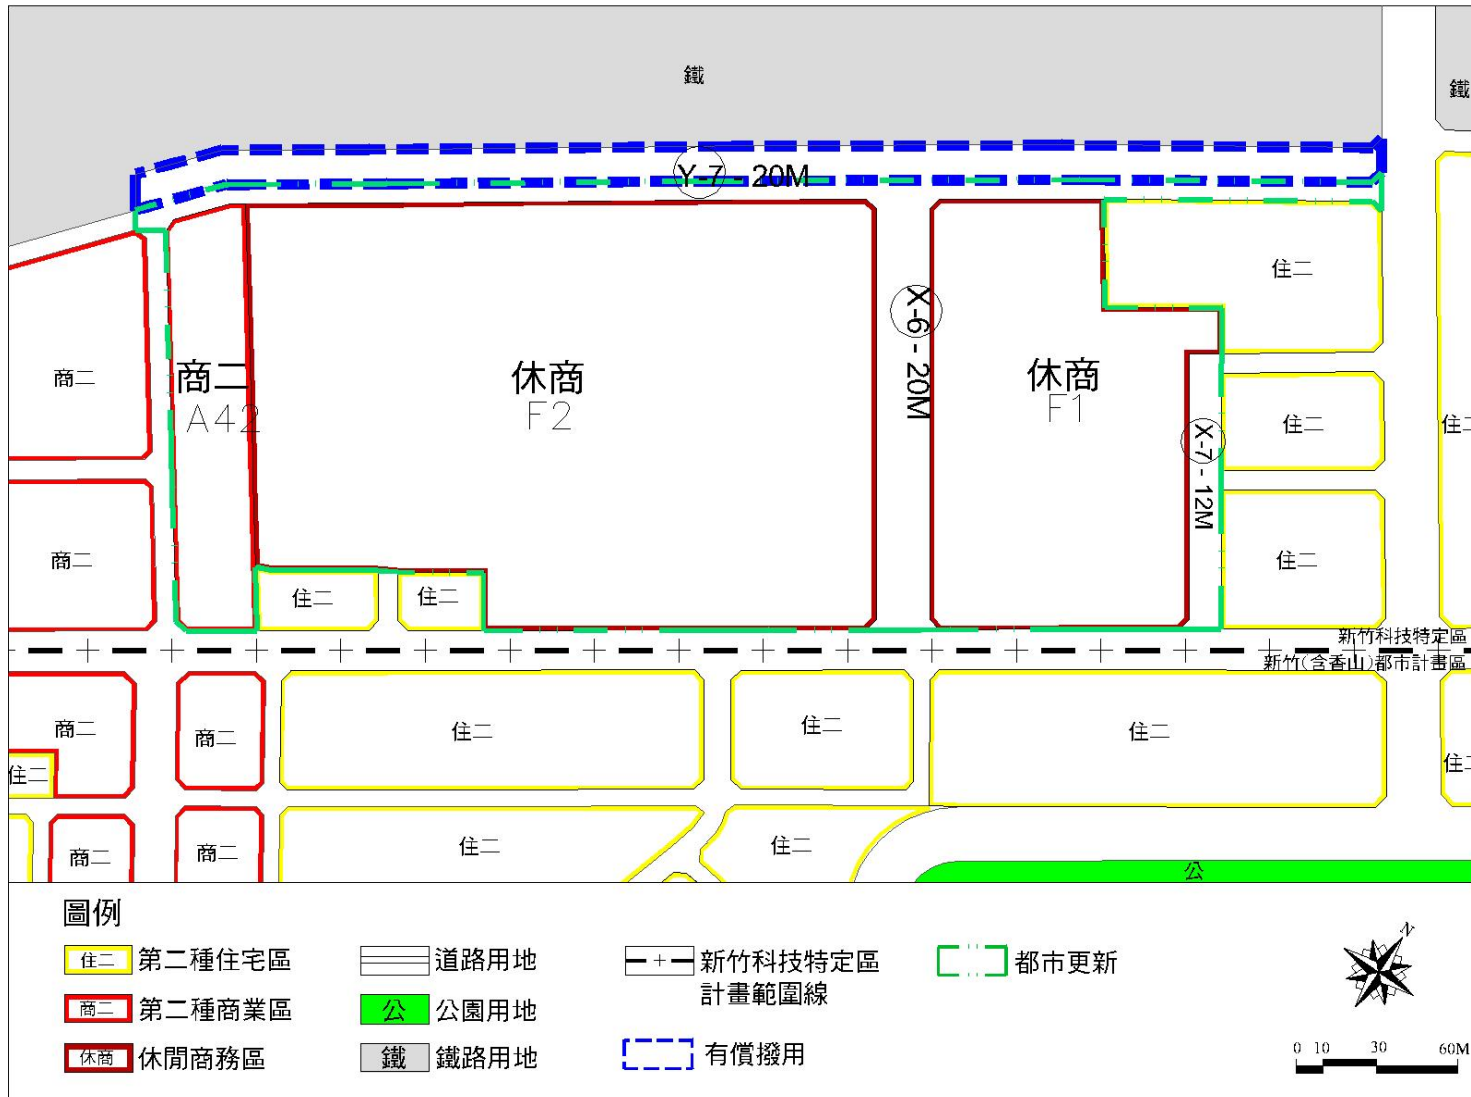 鐵
鐵
Y-7 - 20M
住二
X-6 - 20M
商二
商二
A42
休商
F2
休商
F1
住二
住二
X-7 - 12M
商二
住二
住二
住二
新竹科技特定區
新竹(含香山)都市計畫區
商二
商二
住二
住二
住二
住二
住二
商二
商二
住二
住二
公
圖例
住二 第二種住宅區
商二 第二種商業區
休商 休閒商務區
道路用地
公 公園用地
鐵 鐵路用地
新竹科技特定區
計畫範圍線
有償撥用
都市更新
N
0 10 30 60M